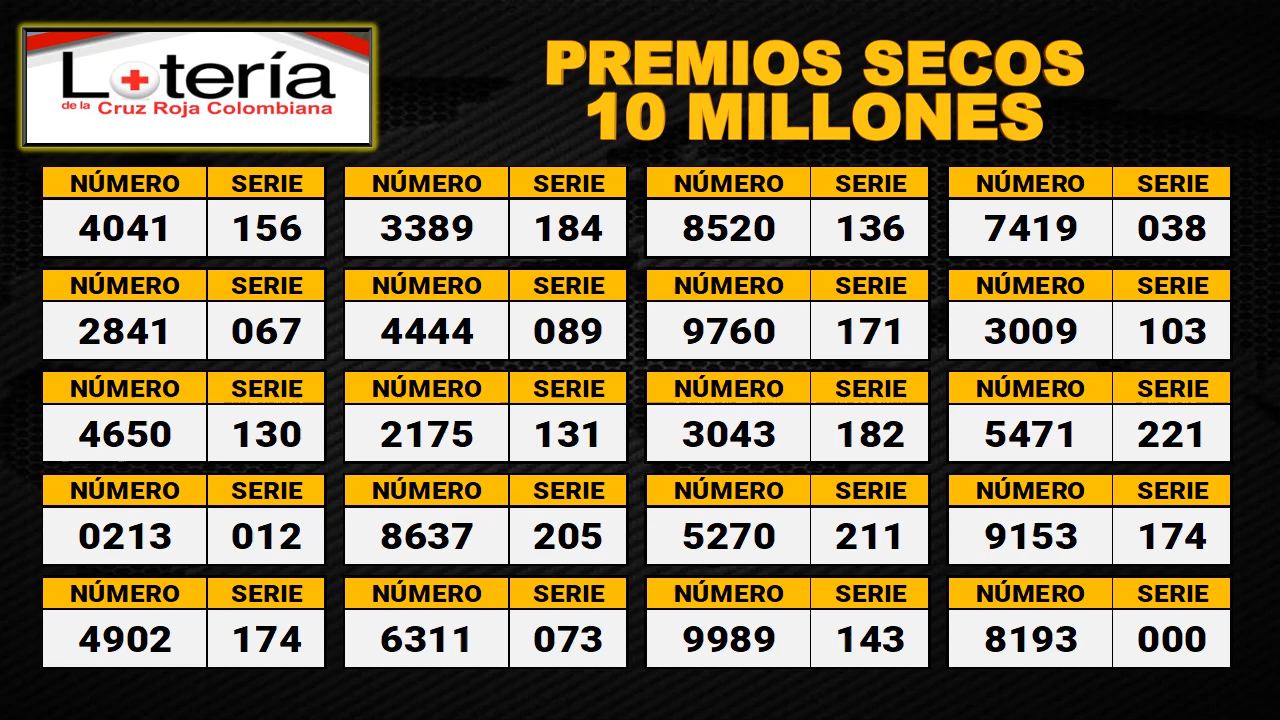 Lotería
de la Cruz Roja Colombiana
PREMIOS SECOS
10 MILLONES
NÚMERO SERIE NÚMERO SERIE NÚMERO SERIE NÚMERO SERIE
4041 156 3389 184 8520 136 7419 038
NÚMERO SERIE NÚMERO SERIE NÚMERO SERIE NÚMERO SERIE
2841 067 4444 089 9760 171 3009 103
NÚMERO SERIE NÚMERO SERIE NÚMERO SERIE NÚMERO SERIE
4650 130 2175 131 3043 182 5471 221
NÚMERO SERIE NÚMERO SERIE NÚMERO SERIE NÚMERO SERIE
0213 012 8637 205 5270 211 9153 174
NÚMERO SERIE NÚMERO SERIE NÚMERO SERIE NÚMERO SERIE
4902 174 6311 073 9989 143 8193 000